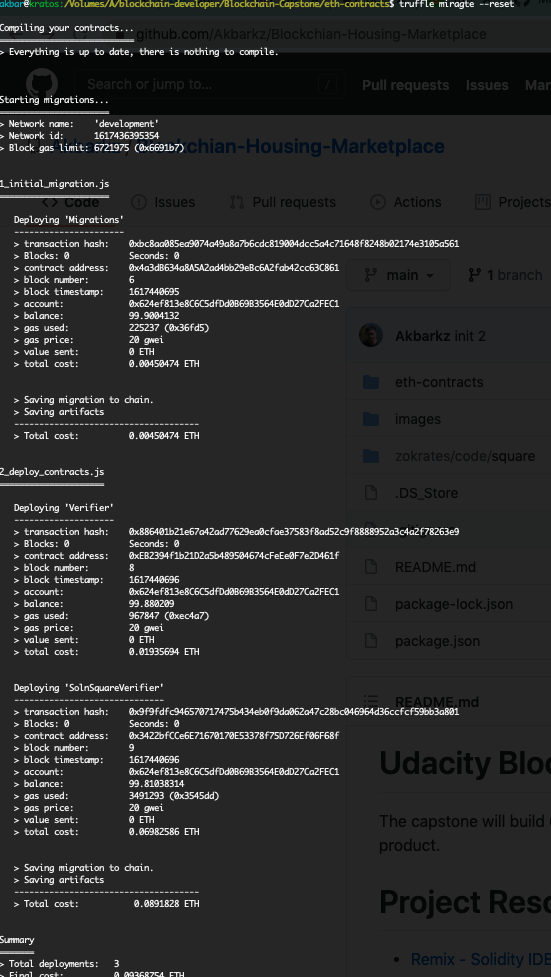 akbar@kratos:/Volumes/A/blockchain-developer/Blockchain-Capstone/eth-contracts$ truffle miragte --reset
Compiling your contracts...
github.com/Akbarkz/Blockchian-Housing-Marketplace
> Everything is up to date, there is nothing to compile.
Search or jump to...
/
Pull requests
Issues
Mar
Starting migrations...
> Network name: 'development'
> Network id: 1617436395354
> Block gas limit: 6721975 (0x6691b7)
Blockchian-Housing-Marketplace
1_initial_migration.js
Code
Issues
Pull requests
Actions
Projects
Deploying 'Migrations'
> transaction hash: 0xbc8aa085ea9074a49a8a7b6cdc819004dcc5a4c71648f8248b02174e3105a561
> Blocks: 0 Seconds: 0
> contract address: 0x4a3dB634a8A5A2ad4bb29eBc6A2fab42cc63C861
> block number: 6
> block timestamp: 1617440695
> account: 0x624ef813e8C6C5dfDd0B69B3564E0dD27Ca2FEC1
> balance: 99.9004132
> gas used: 225237 (0x36fd5)
> gas price: 20 gwei
> value sent: 0 ETH
> total cost: 0.00450474 ETH
main
1 branch
Akbarkz init 2
eth-contracts
images
zokrates/code/square
.DS_Store
README.md
package-lock.json
package.json
> Saving migration to chain.
> Saving artifacts
> Total cost: 0.00450474 ETH
2_deploy_contracts.js
Deploying 'Verifier'
> transaction hash: 0x886401b21e67a42ad77629ea0cfae37583f8ad52c9f8888952a3c4a2f78263e9
> Blocks: 0 Seconds: 0
> contract address: 0xEB2394f1b21D2a5b489504674cFeEe0F7e2D461f
> block number: 8
> block timestamp: 1617440696
> account: 0x624ef813e8C6C5dfDd0B69B3564E0dD27Ca2FEC1
> balance: 99.880209
> gas used: 967847 (0xec4a7)
> gas price: 20 gwei
> value sent: 0 ETH
> total cost: 0.01935694 ETH
Deploying 'SolnSquareVerifier'
> transaction hash: 0x9f9fdfc946570717475b434eb0f9da062a47c28bc046964d36ccfcf59bb3a801
> Blocks: 0 Seconds: 0
> contract address: 0x3422bfCCe6E71670170E53378f75D726Ef06F68f
> block number: 9
> block timestamp: 1617440696
> account: 0x624ef813e8C6C5dfDd0B69B3564E0dD27Ca2FEC1
> balance: 99.81038314
> gas used: 3491293 (0x3545dd)
> gas price: 20 gwei
> value sent: 0 ETH
> total cost: 0.06982586 ETH
README.md
Udacity Bloc
The capstone will build
product.
Project Reso
Remix - Solidity IDE
> Saving migration to chain.
> Saving artifacts
> Total cost: 0.0891828 ETH
Summary
> Total deployments: 3
> Final cost: 0.09368754 ETH